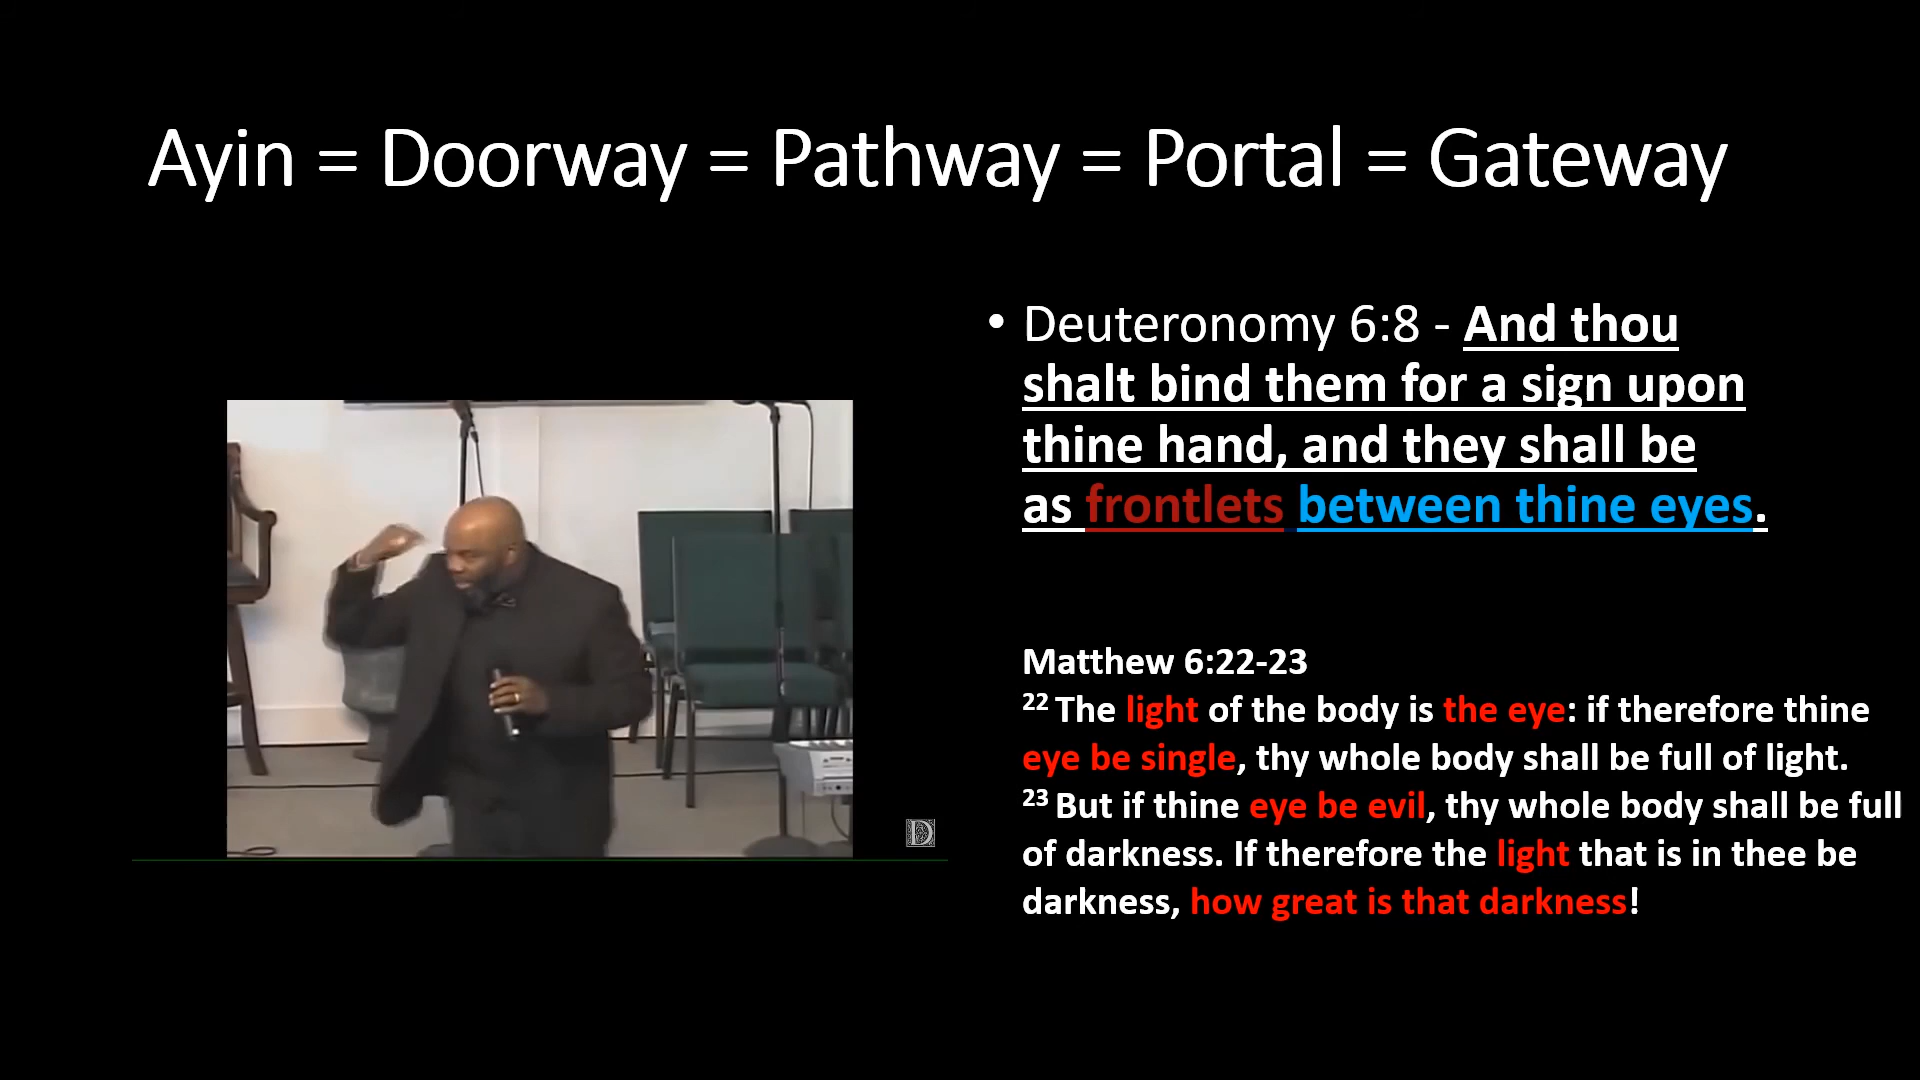 Ayin = Doorway = Pathway = Portal = Gateway
• Deuteronomy 6:8 - And thou
shalt bind them for a sign upon
thine hand, and they shall be
as frontlets between thine eyes.
Matthew 6:22-23
22 The light of the body is the eye: if therefore thine
eye be single, thy whole body shall be full of light.
23 But if thine eye be evil, thy whole body shall be full
of darkness. If therefore the light that is in thee be
darkness, how great is that darkness!
D